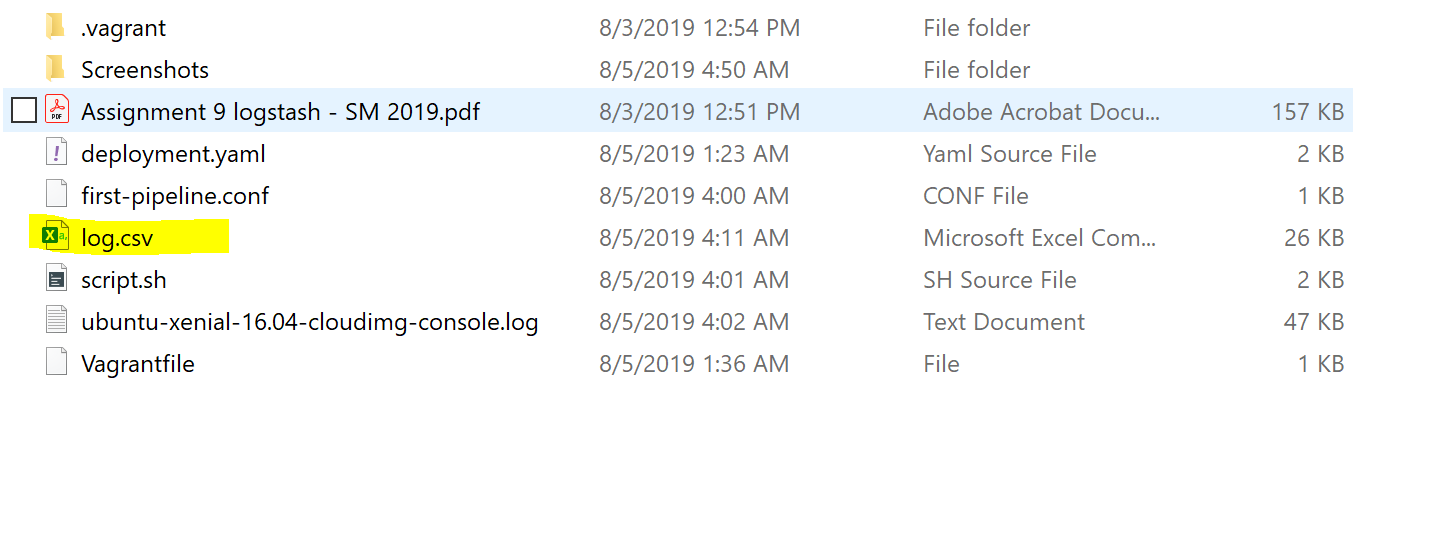 .vagrant 8/3/2019 12:54 PM File folder
Screenshots 8/5/2019 4:50 AM File folder
Assignment 9 logstash - SM 2019.pdf 8/3/2019 12:51 PM Adobe Acrobat Docu... 157 KB
deployment.yaml 8/5/2019 1:23 AM Yaml Source File 2 KB
first-pipeline.conf 8/5/2019 4:00 AM CONF File 1 KB
log.csv 8/5/2019 4:11 AM Microsoft Excel Com... 26 KB
script.sh 8/5/2019 4:01 AM SH Source File 2 KB
ubuntu-xenial-16.04-cloudimg-console.log 8/5/2019 4:02 AM Text Document 47 KB
Vagrantfile 8/5/2019 1:36 AM File 1 KB